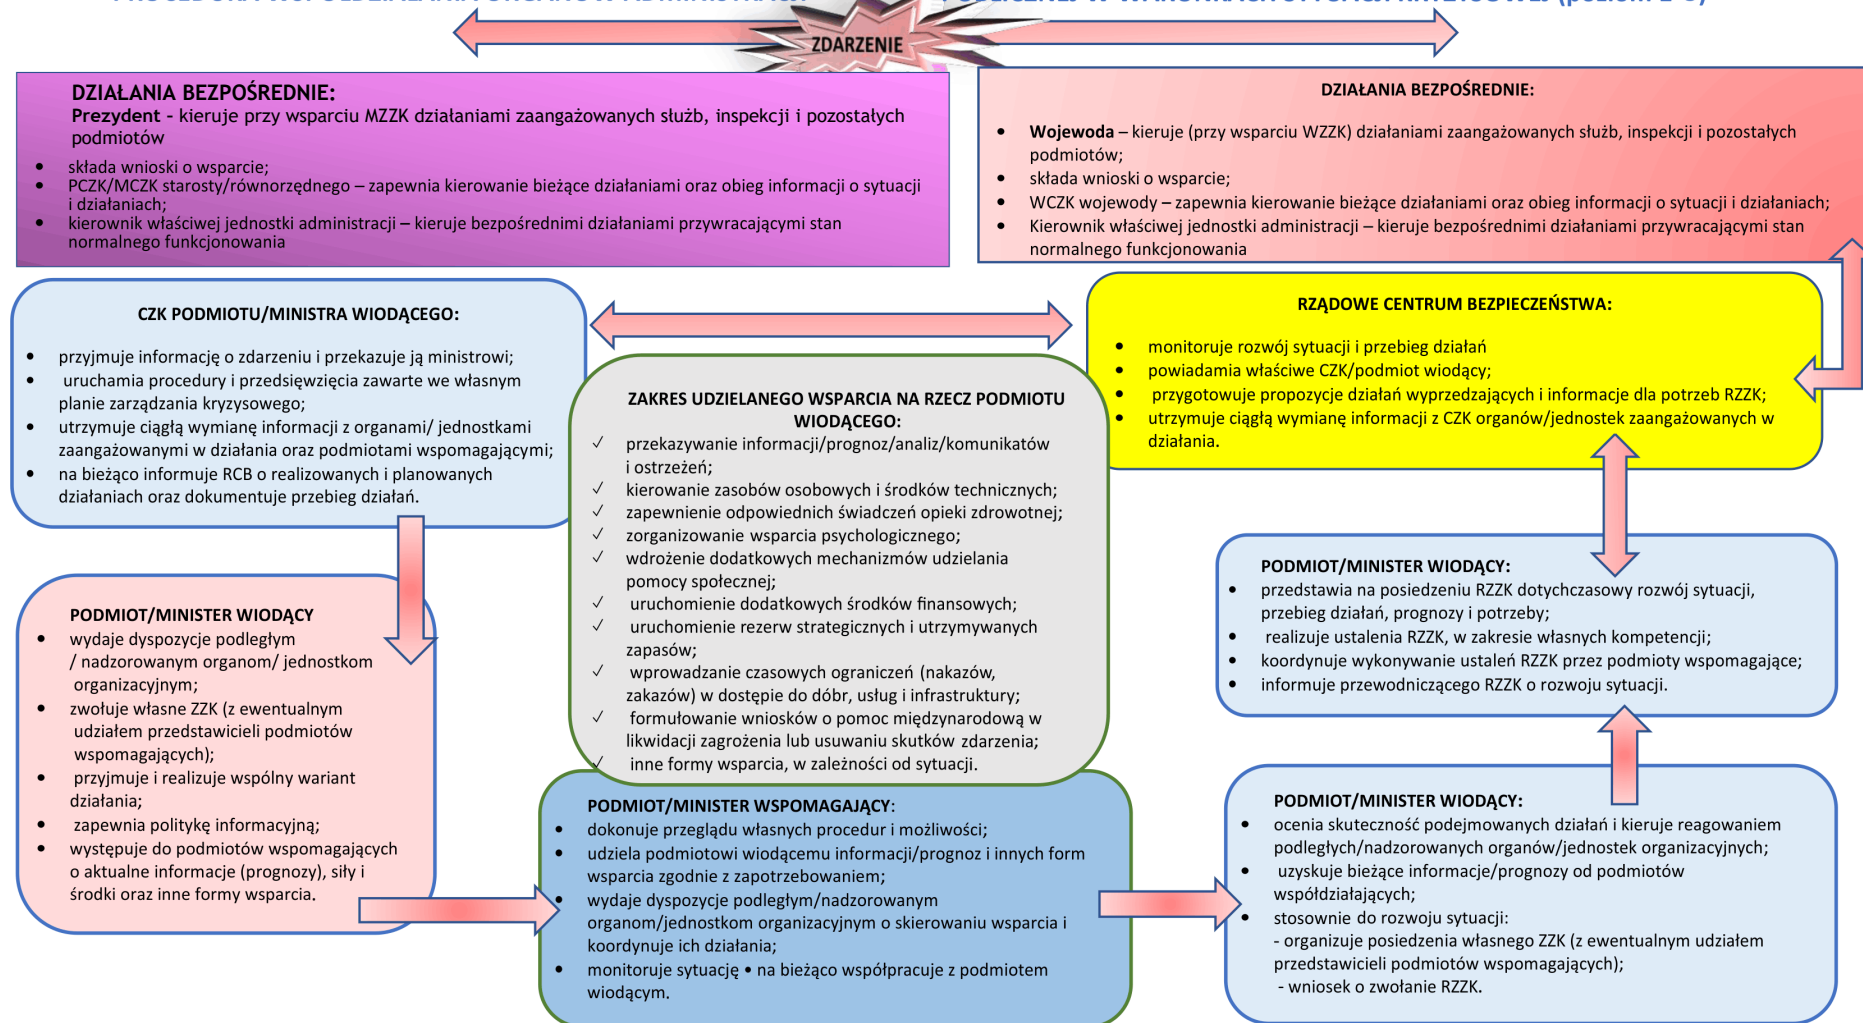 PROCEDURA WSPÓŁDZIAŁANIA ORGANÓW ADMINISTRACJI PUBLICZNEJ W WARUNKACH SYTUACJI KRYZYSOWEJ
ZDARZENIE
DZIAŁANIA BEZPOŚREDNIE:
Prezydent – kieruje przy wsparciu MZZK działaniami zaangażowanych służb, inspekcji i pozostałych
podmiotów
• składa wnioski o wsparcie;
• PCZK/MCZK starosty/równorzędnego – zapewnia kierowanie bieżące działaniami oraz obieg informacji o sytuacji
i działaniach;
• kierownik właściwej jednostki administracji – kieruje bezpośrednimi działaniami przywracającymi stan
normalnego funkcjonowania
DZIAŁANIA BEZPOŚREDNIE:
• Wojewoda – kieruje (przy wsparciu WZZK) działaniami zaangażowanych służb, inspekcji i pozostałych
podmiotów;
• składa wnioski o wsparcie;
• WCZK wojewody – zapewnia kierowanie bieżące działaniami oraz obieg informacji o sytuacji i działaniach;
• Kierownik właściwej jednostki administracji – kieruje bezpośrednimi działaniami przywracającymi stan
normalnego funkcjonowania
CZK PODMIOTU/MINISTRA WIODĄCEGO:
• przyjmuje informację o zdarzeniu i przekazuje ją ministrowi;
• uruchamia procedury i przedsięwzięcia zawarte we własnym
planie zarządzania kryzysowego;
• utrzymuje ciągłą wymianę informacji z organami/ jednostkami
zaangażowanymi w działania oraz podmiotami wspomagającymi;
• na bieżąco informuje RCB o realizowanych i planowanych
działaniach oraz dokumentuje przebieg działań.
RZĄDOWE CENTRUM BEZPIECZEŃSTWA:
• monitoruje rozwój sytuacji i przebieg działań
• powiadamia właściwe CZK/podmiot wiodący;
• przygotowuje propozycje działań wyprzedzających i informacje dla potrzeb RZZK;
• utrzymuje ciągłą wymianę informacji z CZK organów/jednostek zaangażowanych w
działania.
ZAKRES UDZIELANEGO WSPARCIA NA RZECZ PODMIOTU
WIODĄCEGO:
✓ przekazywanie informacji/prognoz/analiz/komunikatów
i ostrzeżeń;
✓ kierowanie zasobów osobowych i środków technicznych;
✓ zapewnienie odpowiednich świadczeń opieki zdrowotnej;
✓ zorganizowanie wsparcia psychologicznego;
✓ wdrożenie dodatkowych mechanizmów udzielania
pomocy społecznej;
✓ uruchomienie dodatkowych środków finansowych;
✓ uruchomienie rezerw strategicznych i utrzymywanych
zapasów;
✓ wprowadzanie czasowych ograniczeń (nakazów,
zakazów) w dostępie do dóbr, usług i infrastruktury;
✓ formułowanie wniosków o pomoc międzynarodową w
likwidacji zagrożenia lub usuwaniu skutków zdarzenia;
✓ inne formy wsparcia, w zależności od sytuacji.
PODMIOT/MINISTER WIODĄCY
• wydaje dyspozycje podległym
/ nadzorowanym organom/ jednostkom
organizacyjnym;
• zwołuje własne ZZK (z ewentualnym
udziałem przedstawicieli podmiotów
wspomagających);
• przyjmuje i realizuje wspólny wariant
działania;
• zapewnia politykę informacyjną;
• występuje do podmiotów wspomagających
o aktualne informacje (prognozy), siły i
środki oraz inne formy wsparcia.
PODMIOT/MINISTER WSPOMAGAJĄCY:
• dokonuje przeglądu własnych procedur i możliwości;
• udziela podmiotowi wiodącemu informacji/prognoz i innych form
wsparcia zgodnie z zapotrzebowaniem;
• wydaje dyspozycje podległym/nadzorowanym
organom/jednostkom organizacyjnym o skierowaniu wsparcia i
koordynuje ich działania;
• monitoruje sytuację • na bieżąco współpracuje z podmiotem
wiodącym.
PODMIOT/MINISTER WIODĄCY:
• przedstawia na posiedzeniu RZZK dotychczasowy rozwój sytuacji,
przebieg działań, prognozy i potrzeby;
• realizuje ustalenia RZZK, w zakresie własnych kompetencji;
• koordynuje wykonywanie ustaleń RZZK przez podmioty wspomagające;
• informuje przewodniczącego RZZK o rozwoju sytuacji.
PODMIOT/MINISTER WIODĄCY:
• ocenia skuteczność podejmowanych działań i kieruje reagowaniem
podległych/nadzorowanych organów/jednostek organizacyjnych;
• uzyskuje bieżące informacje/prognozy od podmiotów
współdziałających;
• stosownie do rozwoju sytuacji:
- organizuje posiedzenia własnego ZZK (z ewentualnym udziałem
przedstawicieli podmiotów wspomagających);
- wniosek o zwołanie RZZK.